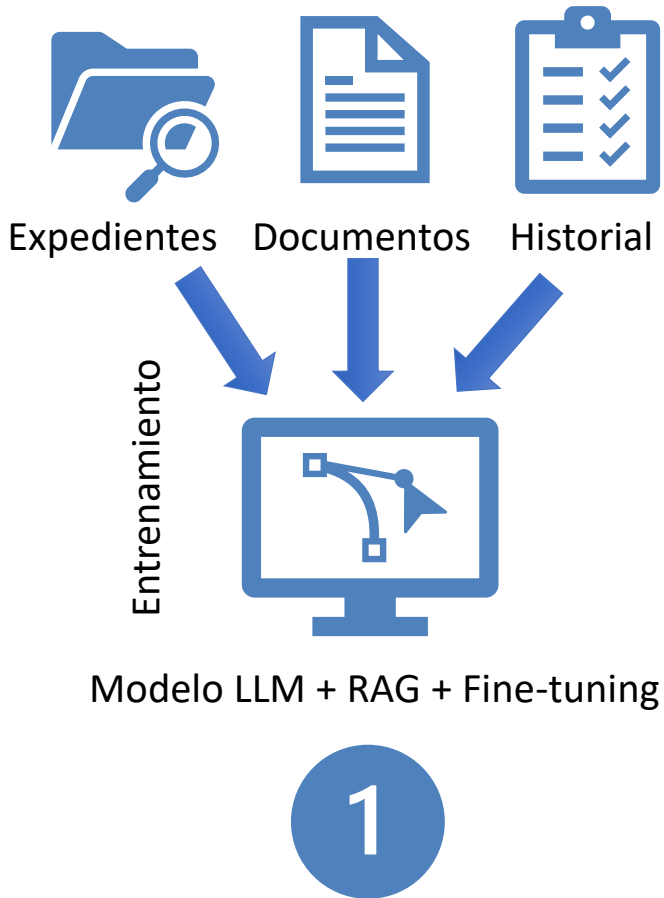 Expedientes Documentos Historial
Entrenamiento
Modelo LLM + RAG + Fine-tuning
1